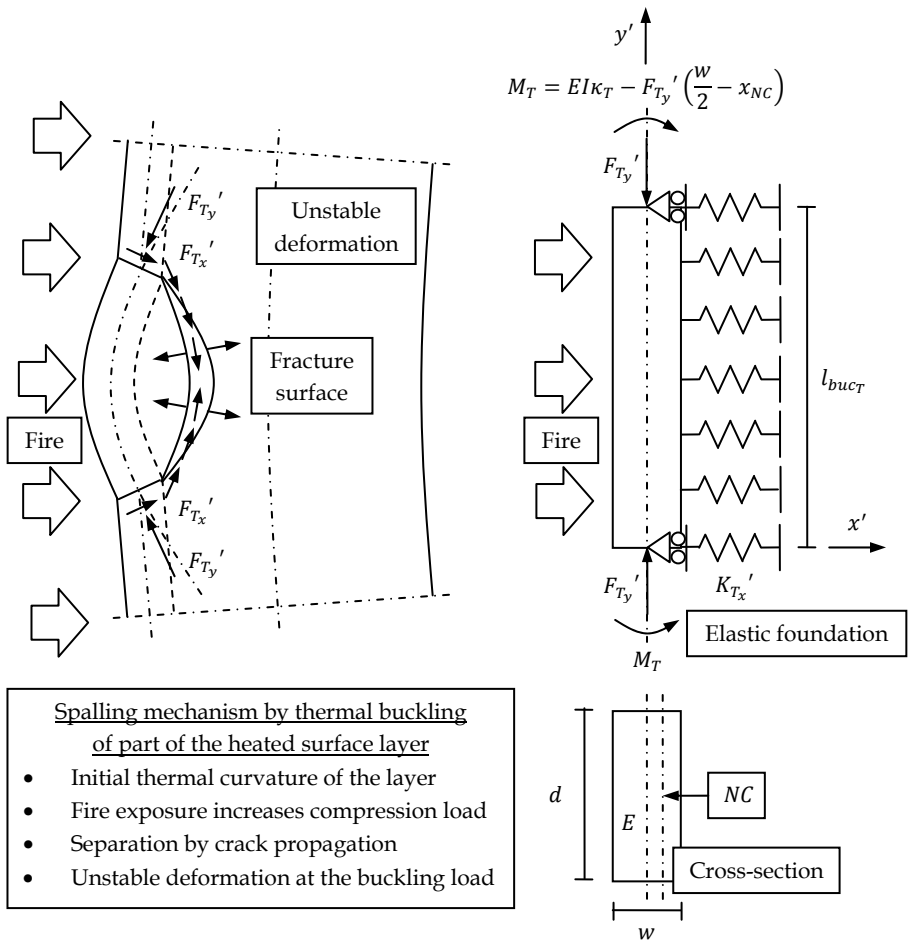 y′
M_T = EIκ_T − F_{T_y}′ (w/2 − x_{NC})
F_{T_y}′
F_{T_y}′
Unstable
deformation
F_{T_x}′
Fracture
surface
l_{buc_T}
Fire
Fire
F_{T_x}′
x′
F_{T_y}′
F_{T_y}′
K_{T_x}′
Elastic foundation
M_T
Spalling mechanism by thermal buckling
of part of the heated surface layer
• Initial thermal curvature of the layer
• Fire exposure increases compression load
• Separation by crack propagation
• Unstable deformation at the buckling load
d
NC
E
Cross-section
w